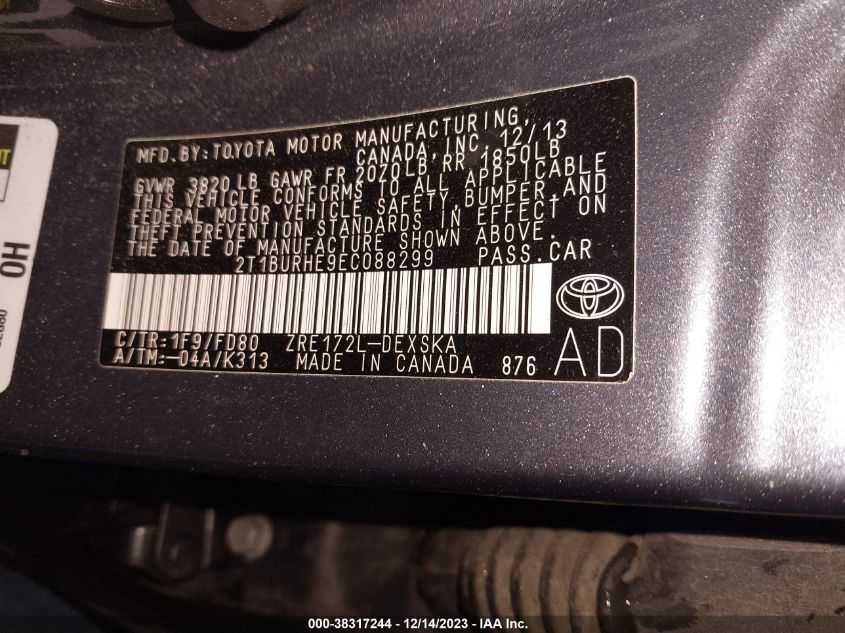 MFD.BY:TOYOTA MOTOR MANUFACTURING,
CANADA, INC. 12/13
GVWR 3820 LB GAWR FR 2020LB, RR 1850LB
THIS VEHICLE CONFORMS TO ALL APPLICABLE
FEDERAL MOTOR VEHICLE SAFETY, BUMPER, AND
THEFT PREVENTION STANDARDS IN EFFECT ON
THE DATE OF MANUFACTURE SHOWN ABOVE.
2T1BURHE9EC088299 PASS.CAR
C/TR:1F9/FD80 ZRE172L-DEXSKA
A/TM:-04A/K313 MADE IN CANADA 876
AD
OH
000-38317244 - 12/14/2023 - IAA Inc.